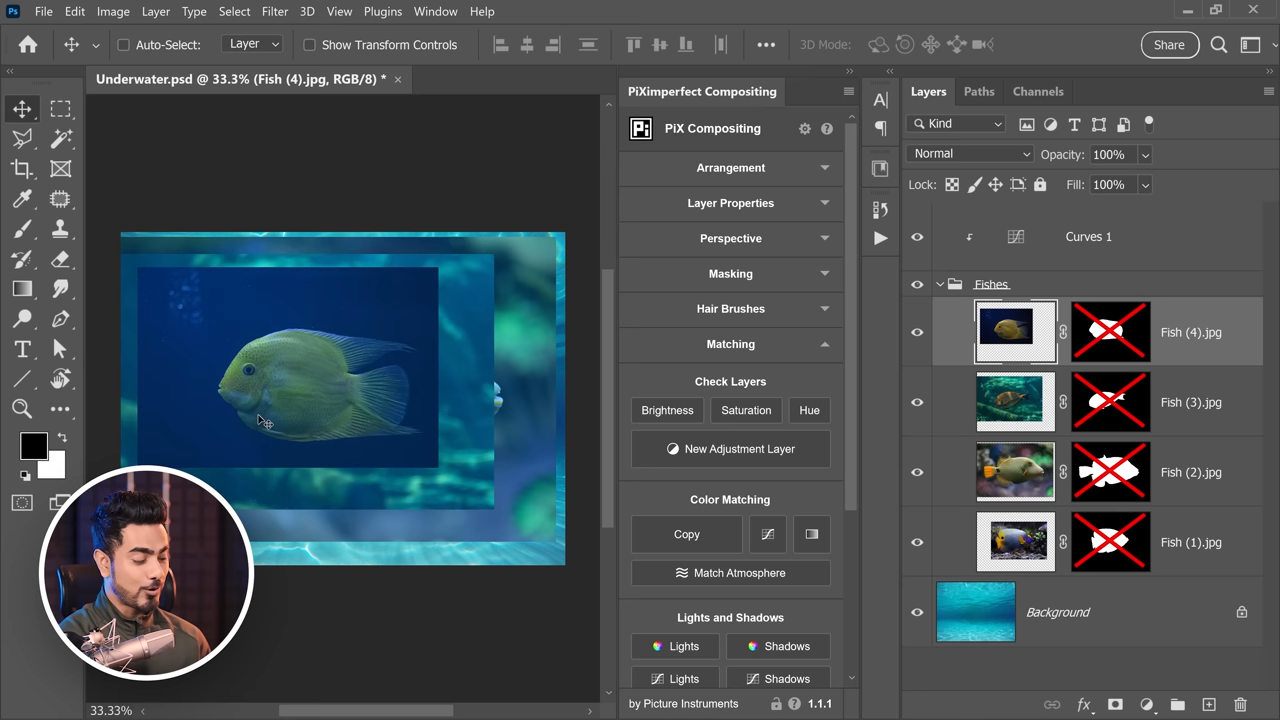 Ps File Edit Image Layer Type Select Filter 3D View Plugins Window Help
Auto-Select: Layer Show Transform Controls 3D Mode: Share
Underwater.psd @ 33.3% (Fish (4).jpg, RGB/8) * ×
PiXimperfect Compositing
Pi PiX Compositing
Arrangement
Layer Properties
Perspective
Masking
Hair Brushes
Matching
Check Layers
Brightness Saturation Hue
New Adjustment Layer
Color Matching
Copy
Match Atmosphere
Lights and Shadows
Lights Shadows
Lights Shadows
by Picture Instruments 1.1.1
Layers Paths Channels
Kind
Normal Opacity: 100%
Lock: Fill: 100%
Curves 1
Fishes
Fish (4).jpg
Fish (3).jpg
Fish (2).jpg
Fish (1).jpg
Background
fx
33.33%